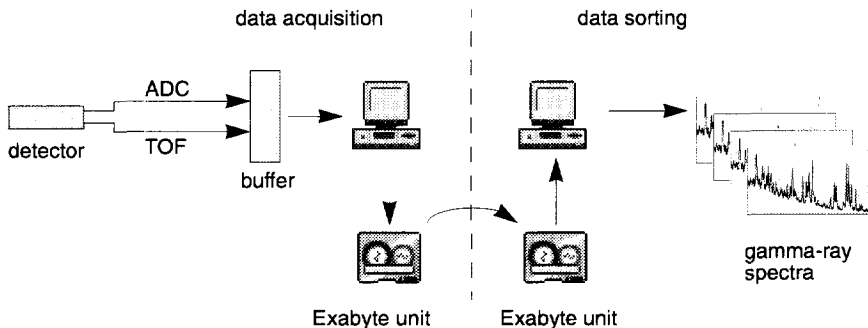 data acquisition
data sorting
ADC
TOF
detector
buffer
gamma-ray
spectra
Exabyte unit
Exabyte unit